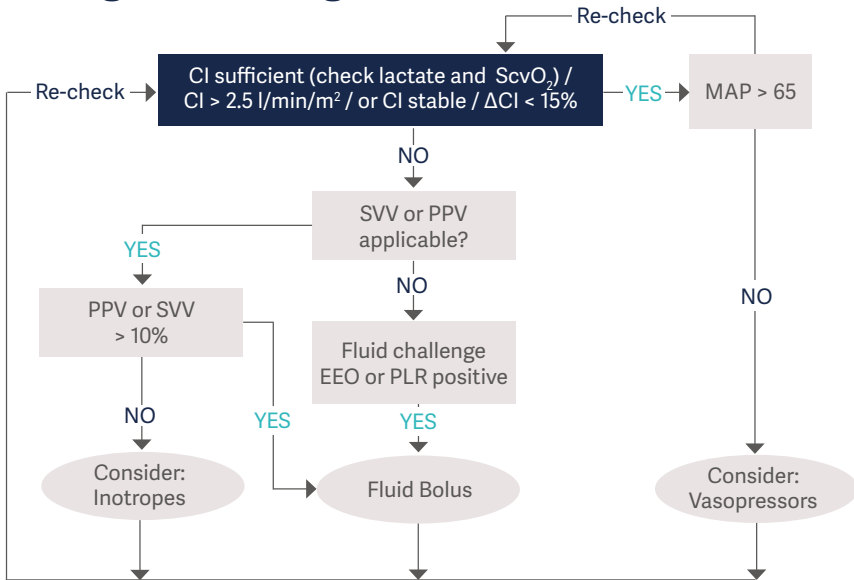 Re-check
Re-check
CI sufficient (check lactate and ScvO₂) /
CI > 2.5 l/min/m² / or CI stable / ΔCI < 15%
YES
MAP > 65
NO
SVV or PPV
applicable?
YES
NO
NO
PPV or SVV
> 10%
Fluid challenge
EEO or PLR positive
NO
YES
YES
Consider:
Inotropes
Fluid Bolus
Consider:
Vasopressors